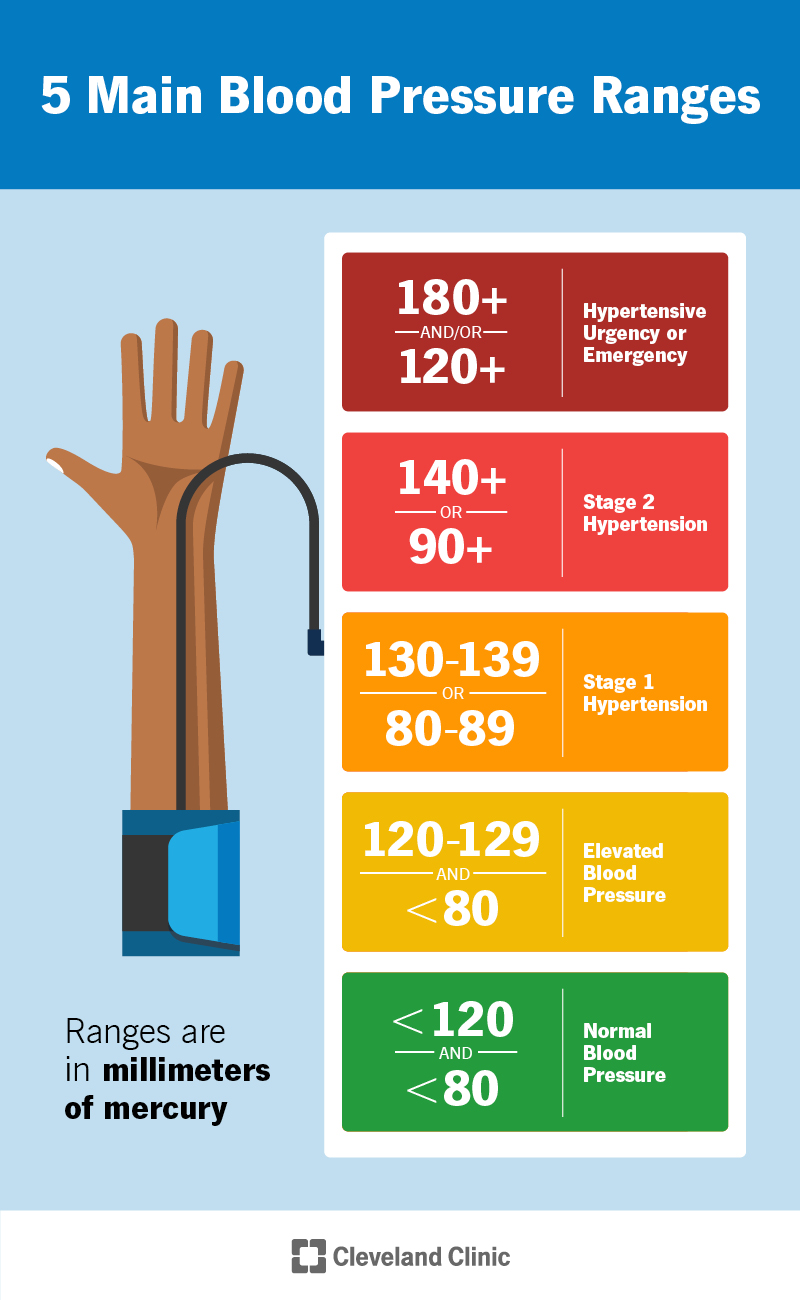 5 Main Blood Pressure Ranges
180+
AND/OR
120+
Hypertensive
Urgency or
Emergency
140+
OR
90+
Stage 2
Hypertension
130-139
OR
80-89
Stage 1
Hypertension
120-129
AND
<80
Elevated
Blood
Pressure
<120
AND
<80
Normal
Blood
Pressure
Ranges are
in millimeters
of mercury
Cleveland Clinic